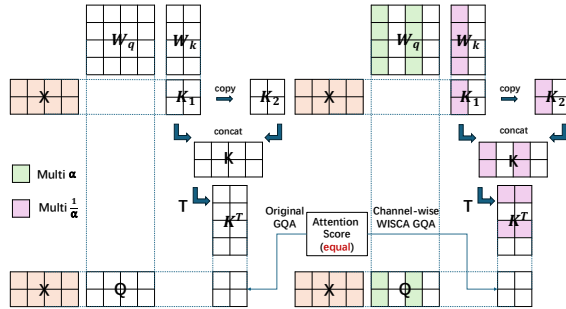 W_q W_k W_q W_k
X K_1 copy K_2 X K_1 copy K_2
concat concat
K K
Multi α
Multi 1/α
T K^T T K^T
Original GQA
Attention Score (equal)
Channel-wise WISCA GQA
X Q X Q